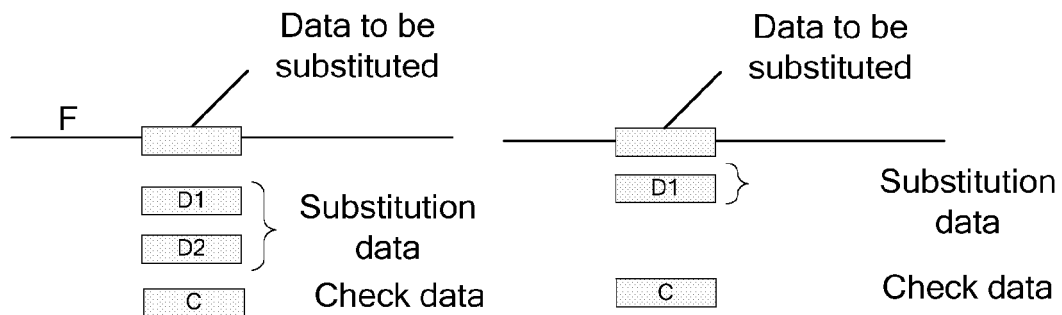 Data to be
substituted
F
D1
D2
Substitution
data
C
Check data
Data to be
substituted
D1
Substitution
data
C
Check data